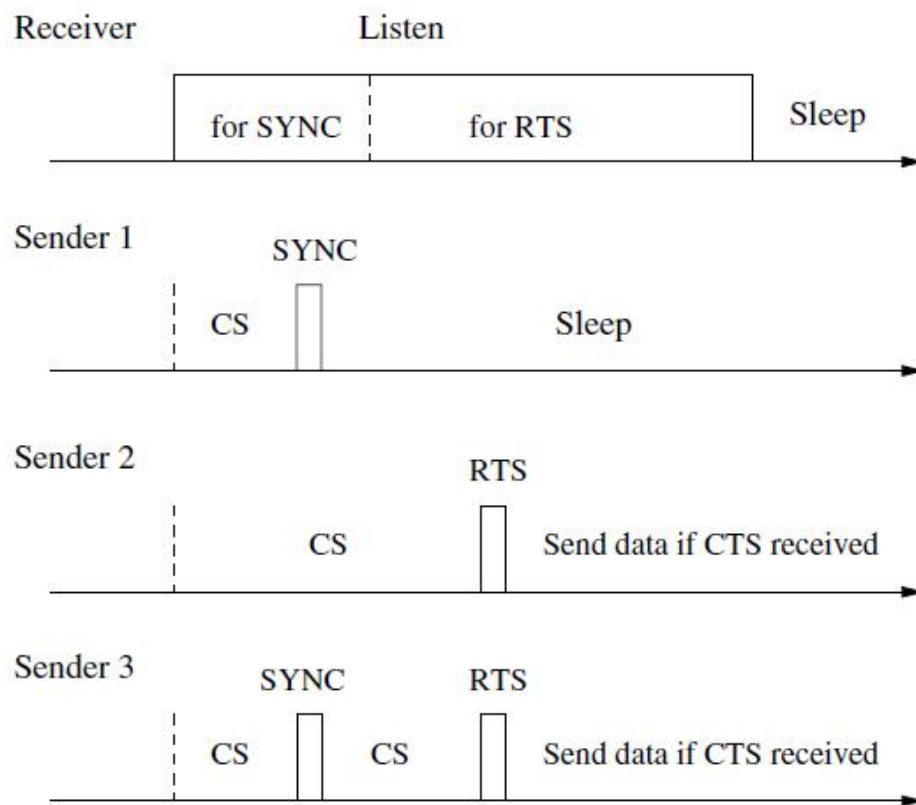 Receiver Listen
for SYNC for RTS Sleep
Sender 1
SYNC
CS Sleep
Sender 2
RTS
CS Send data if CTS received
Sender 3
SYNC RTS
CS CS Send data if CTS received